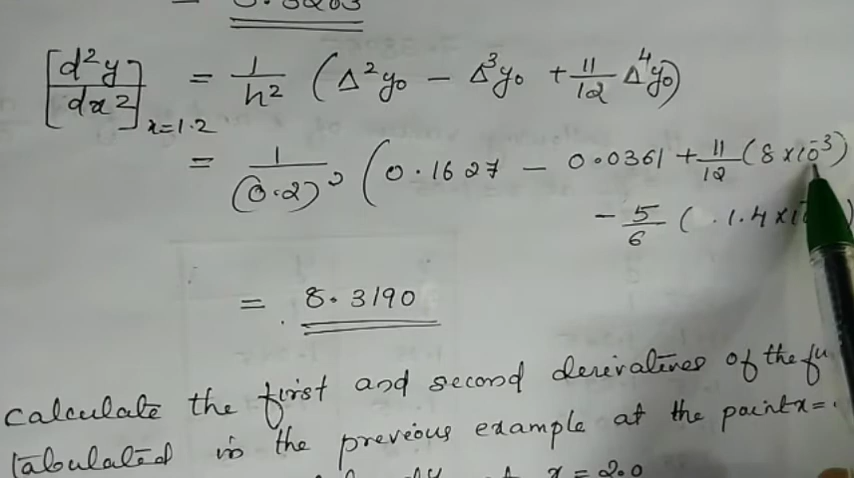 = 3.3203
[d²y/dx²]ₓ₌₁.₂ = 1/h² (Δ²y₀ − Δ³y₀ + 11/12 Δ⁴y₀)
= 1/(0.2)² (0.1627 − 0.0361 + 11/12 (8×10⁻³)
− 5/6 (.1.4×1
= 8.3190
calculate the first and second derivatives of the
tabulated in the previous example at the point x=
x = 2.0